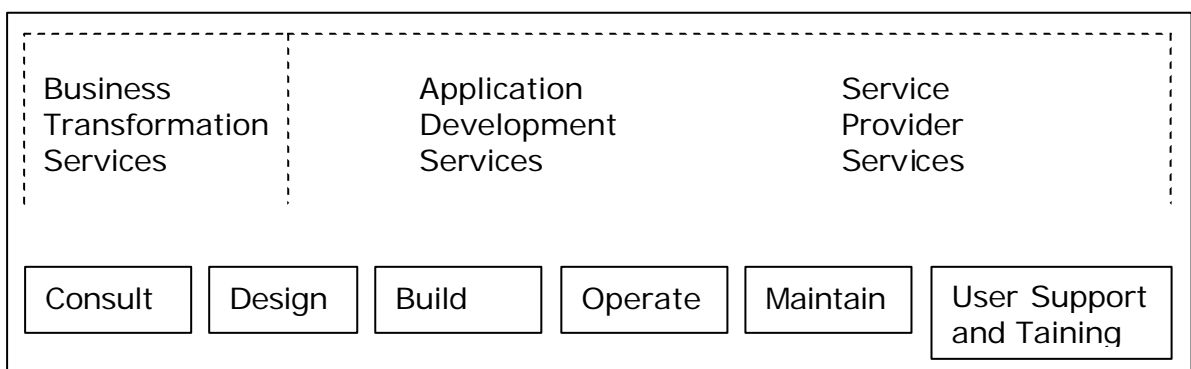 Business
Transformation
Services
Application
Development
Services
Service
Provider
Services
Consult
Design
Build
Operate
Maintain
User Support
and Taining